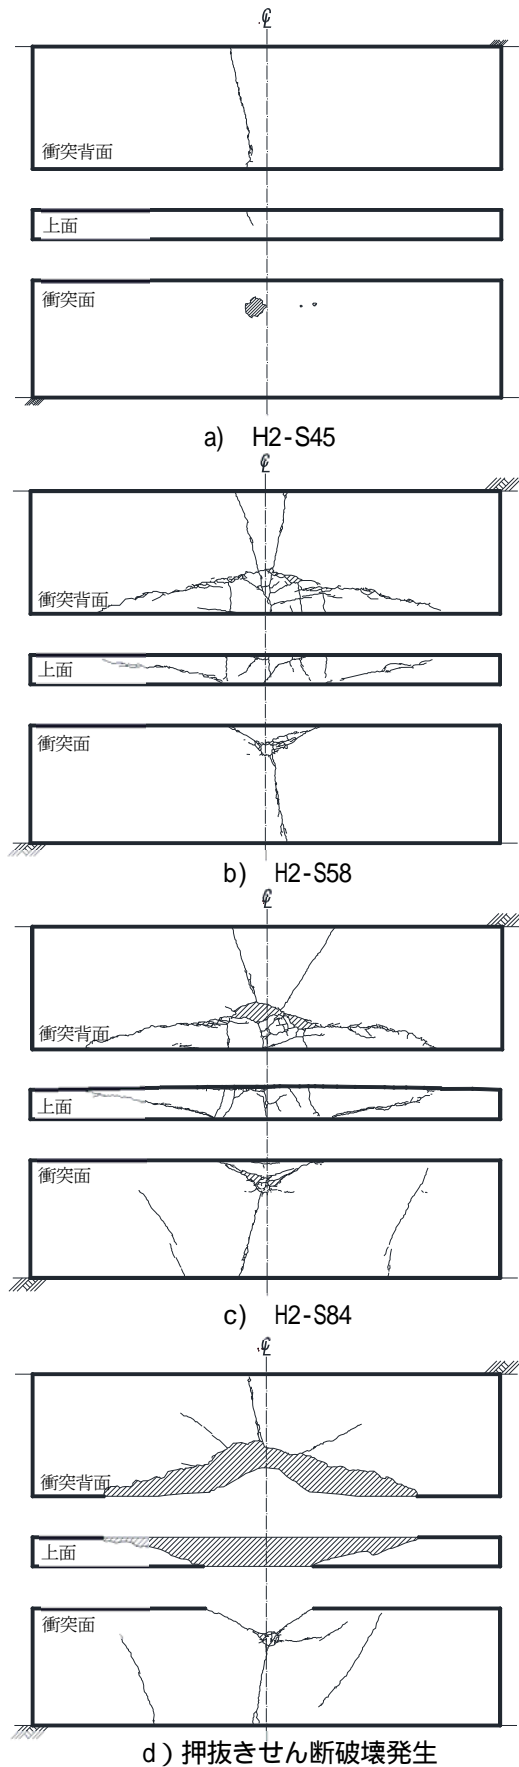 ℄
衝突背面
上面
衝突面
a) H2-S45
℄
衝突背面
上面
衝突面
b) H2-S58
℄
衝突背面
上面
衝突面
c) H2-S84
℄
衝突背面
上面
衝突面
d）押抜きせん断破壊発生